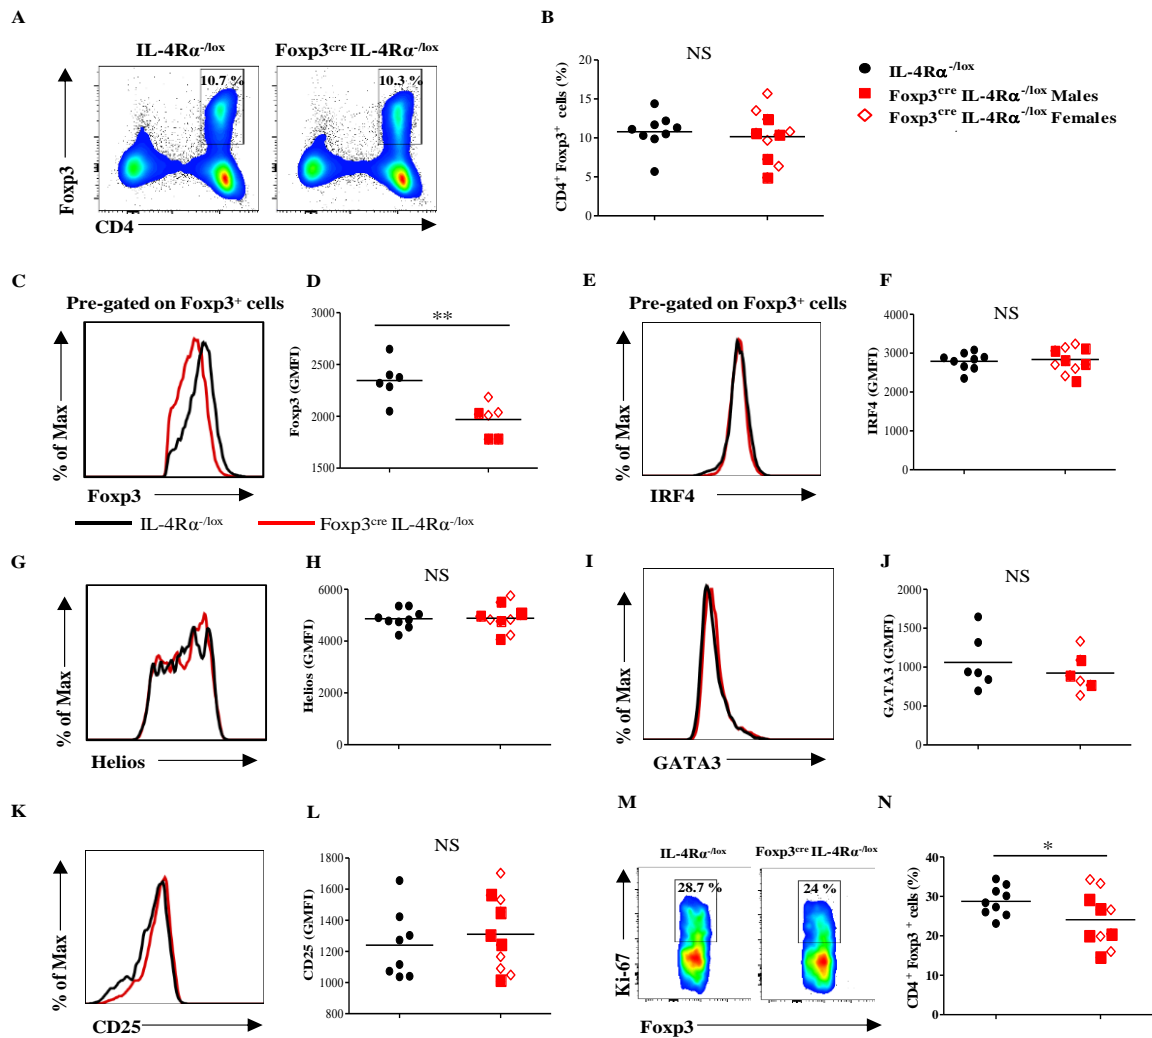 A
IL-4Rα-/lox
Foxp3cre IL-4Rα-/lox
10.7 %
10.3 %
Foxp3
CD4
B
NS
CD4+ Foxp3+ cells (%)
20
15
10
5
0
IL-4Rα-/lox
Foxp3cre IL-4Rα-/lox Males
Foxp3cre IL-4Rα-/lox Females
C
Pre-gated on Foxp3+ cells
% of Max
Foxp3
D
**
Foxp3 (GMFI)
3000
2500
2000
1500
E
Pre-gated on Foxp3+ cells
% of Max
IRF4
F
NS
IRF4 (GMFI)
4000
3000
2000
1000
0
IL-4Rα-/lox
Foxp3cre IL-4Rα-/lox
G
% of Max
Helios
H
NS
Helios (GMFI)
6000
4000
2000
0
I
% of Max
GATA3
J
NS
GATA3 (GMFI)
2000
1500
1000
500
0
K
% of Max
CD25
L
NS
CD25 (GMFI)
1800
1600
1400
1200
1000
800
M
IL-4Rα-/lox
Foxp3cre IL-4Rα-/lox
28.7 %
24 %
Ki-67
Foxp3
N
*
CD4+ Foxp3 + cells (%)
40
30
20
10
0